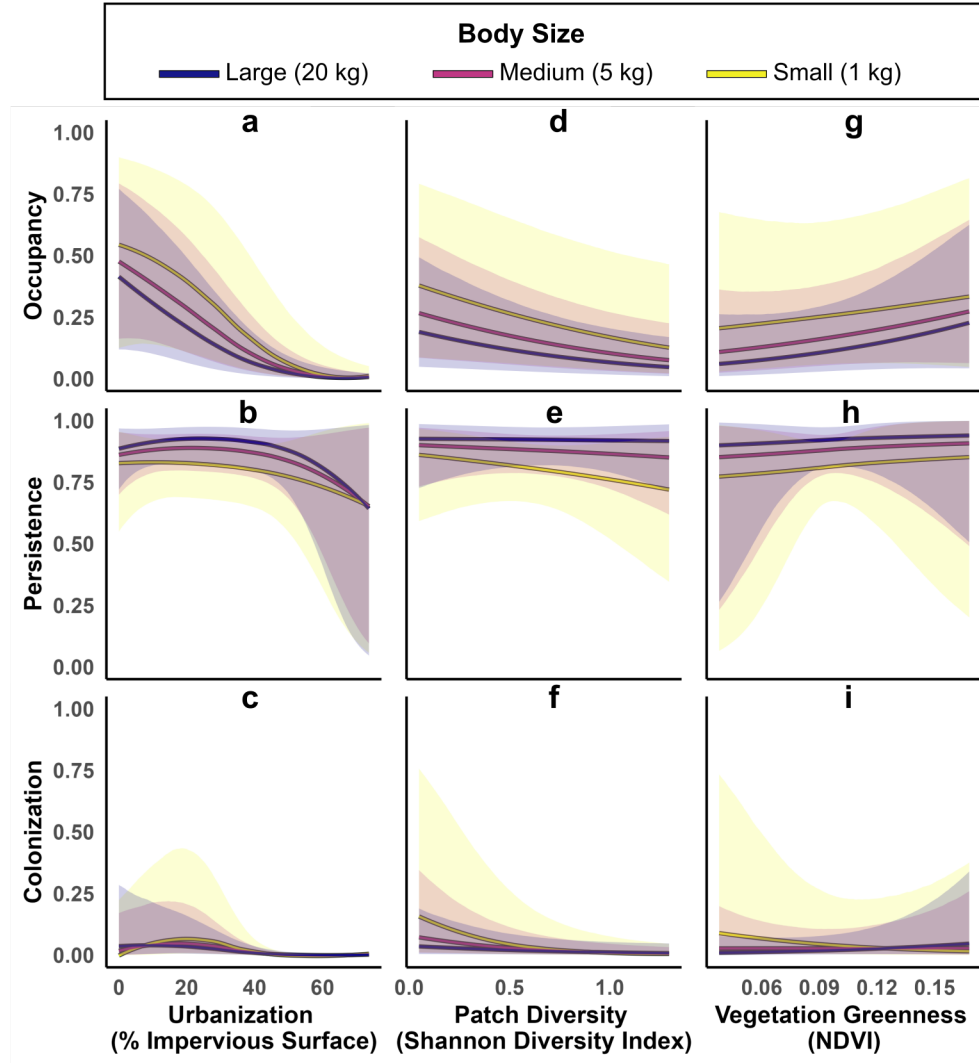 Body Size
Large (20 kg) Medium (5 kg) Small (1 kg)
a d g
1.00
0.75
0.50
0.25
0.00
Occupancy
b e h
1.00
0.75
0.50
0.25
0.00
Persistence
c f i
1.00
0.75
0.50
0.25
0.00
Colonization
0 20 40 60 0.0 0.5 1.0 0.06 0.09 0.12 0.15
Urbanization Patch Diversity Vegetation Greenness
(% Impervious Surface) (Shannon Diversity Index) (NDVI)